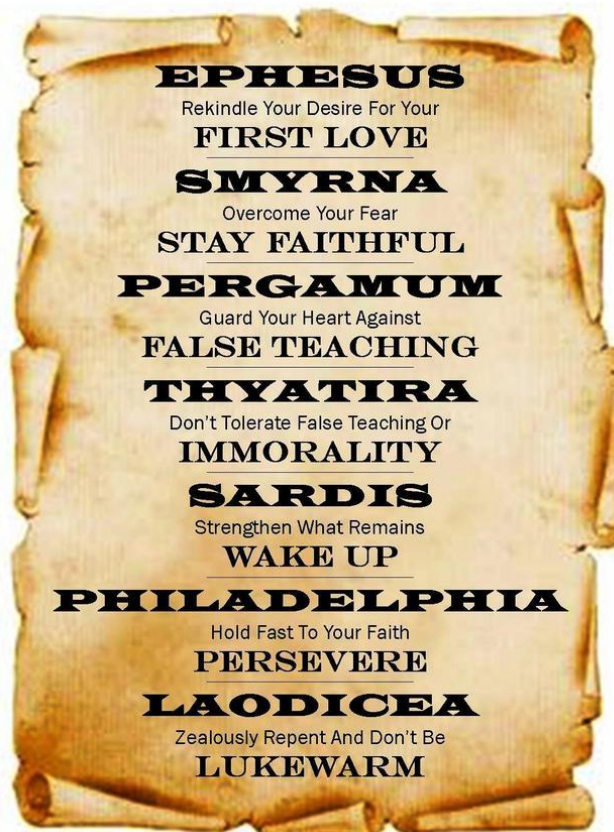 EPHESUS
Rekindle Your Desire For Your
FIRST LOVE
SMYRNA
Overcome Your Fear
STAY FAITHFUL
PERGAMUM
Guard Your Heart Against
FALSE TEACHING
THYATIRA
Don't Tolerate False Teaching Or
IMMORALITY
SARDIS
Strengthen What Remains
WAKE UP
PHILADELPHIA
Hold Fast To Your Faith
PERSEVERE
LAODICEA
Zealously Repent And Don't Be
LUKEWARM